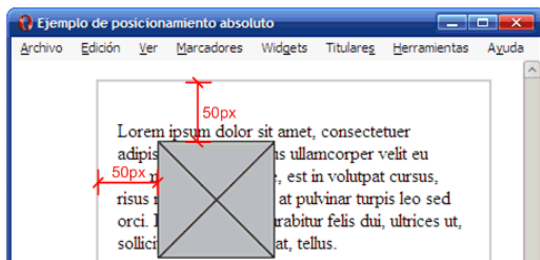 Ejemplo de posicionamiento absoluto
Archivo Edición Ver Marcadores Widgets Titulares Herramientas Ayuda
50px
Lorem ipsum dolor sit amet, consectetuer
adipis is ullamcorper velit eu
50px , est in volutpat cursus,
risus at pulvinar turpis leo sed
orci. rabitur felis dui, ultrices ut,
sollicit at, tellus.